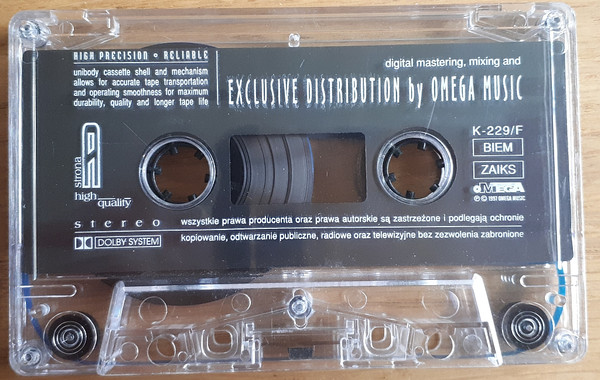 HIGH PRECISION • RELIABLE
unibody cassette shell and mechanism
allows for accurate tape transportation
and operating smoothness for maximum
durability, quality and longer tape life
digital mastering, mixing and
EXCLUSIVE DISTRIBUTION by OMEGA MUSIC
strona
A
high
quality
K-229/F
BIEM
ZAIKS
OMEGA
℗ © 1997 OMEGA MUSIC
stereo
wszystkie prawa producenta oraz prawa autorskie są zastrzeżone i podlegają ochronie
DOLBY SYSTEM
kopiowanie, odtwarzanie publiczne, radiowe oraz telewizyjne bez zezwolenia zabronione